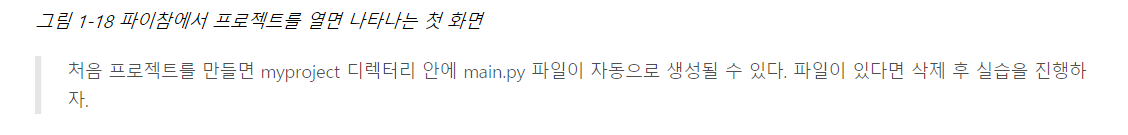 그림 1-18 파이참에서 프로젝트를 열면 나타나는 첫 화면
처음 프로젝트를 만들면 myproject 디렉터리 안에 main.py 파일이 자동으로 생성될 수 있다. 파일이 있다면 삭제 후 실습을 진행하
자.